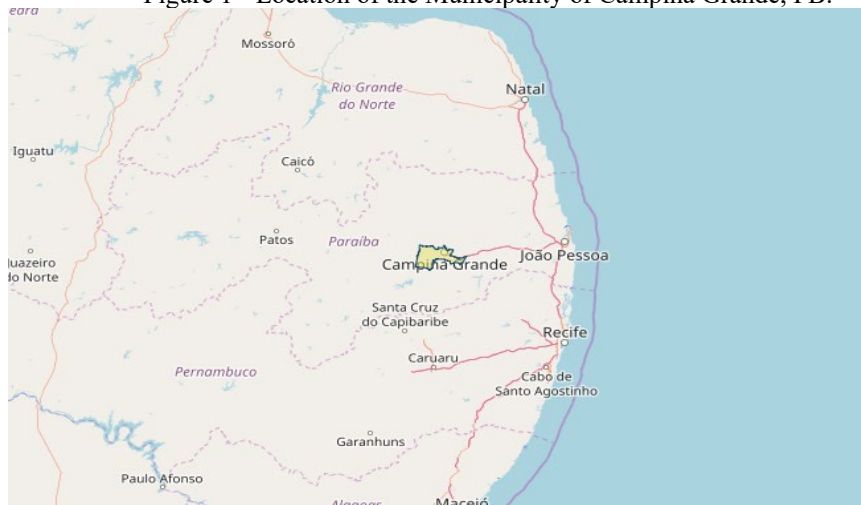 Figure 1 - Location of the Municipality of Campina Grande, PB.
Mossoró
Rio Grande
do Norte
Natal
Iguatu
Caicó
Patos
Paraíba
Campina Grande
João Pessoa
uazeiro
do Norte
Santa Cruz
do Capibaribe
Recife
Caruaru
Pernambuco
Cabo de
Santo Agostinho
Garanhuns
Paulo Afonso
Alagoas
Maceió